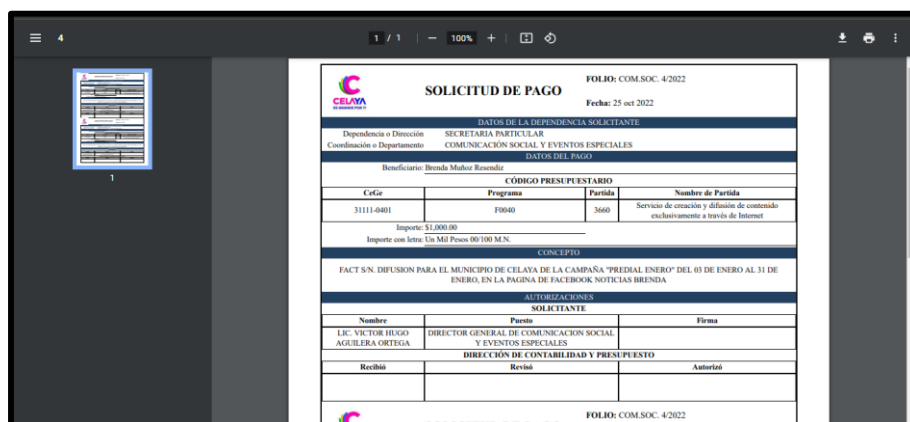 4
1 / 1
100%
1
CELAYA
SOLICITUD DE PAGO
FOLIO: COM.SOC. 4/2022
Fecha: 25 oct 2022
DATOS DE LA DEPENDENCIA SOLICITANTE
Dependencia o Dirección SECRETARIA PARTICULAR
Coordinación o Departamento COMUNICACIÓN SOCIAL Y EVENTOS ESPECIALES
DATOS DEL PAGO
Beneficiario: Brenda Muñoz Resendiz
CÓDIGO PRESUPUESTARIO
CeGe Programa Partida Nombre de Partida
31111-0401 F0040 3660 Servicio de creación y difusión de contenido
exclusivamente a través de Internet
Importe: $1,000.00
Importe con letra: Un Mil Pesos 00/100 M.N.
CONCEPTO
FACT S/N. DIFUSION PARA EL MUNICIPIO DE CELAYA DE LA CAMPAÑA "PREDIAL ENERO" DEL 03 DE ENERO AL 31 DE
ENERO, EN LA PAGINA DE FACEBOOK NOTICIAS BRENDA
AUTORIZACIONES
SOLICITANTE
Nombre Puesto Firma
LIC. VICTOR HUGO DIRECTOR GENERAL DE COMUNICACION SOCIAL
AGUILERA ORTEGA Y EVENTOS ESPECIALES
DIRECCIÓN DE CONTABILIDAD Y PRESUPUESTO
Recibió Revisó Autorizó
FOLIO: COM.SOC. 4/2022